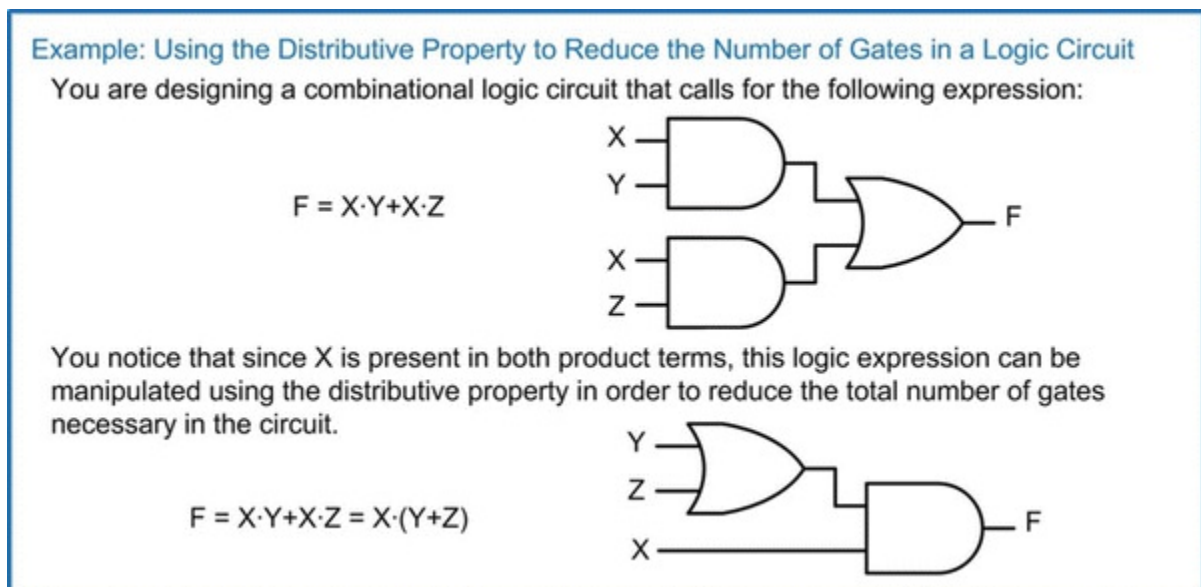 Example: Using the Distributive Property to Reduce the Number of Gates in a Logic Circuit
You are designing a combinational logic circuit that calls for the following expression:
X
Y
F = X·Y+X·Z
F
X
Z
You notice that since X is present in both product terms, this logic expression can be
manipulated using the distributive property in order to reduce the total number of gates
necessary in the circuit.
Y
Z
F = X·Y+X·Z = X·(Y+Z)
F
X